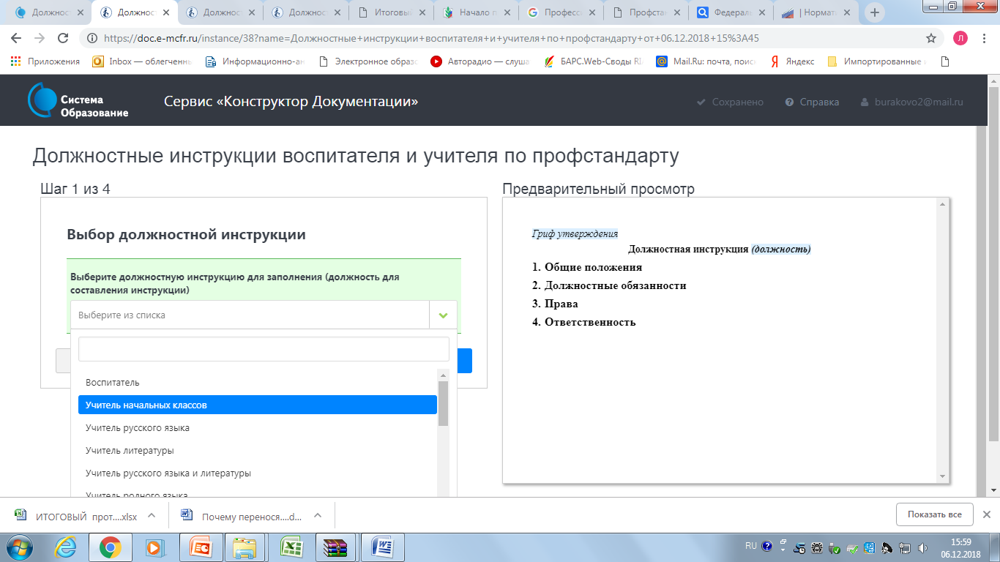 Должнос
Должнос
Должнос
Должнос
Итоговый
Начало п
Професс
Профста
Федераль
| Нормат
https://doc.e-mcfr.ru/instance/38?name=Должностные+инструкции+воспитателя+и+учителя+по+профстандарту+от+06.12.2018+15%3A45
Л
Приложения
Inbox — облегченны
Информационно-ан
Электронное образо
Авторадио — слуша
БАРС.Web-Своды RI
Mail.Ru: почта, поиск
Яндекс
Импортированные з
Система
Образование
Сервис «Конструктор Документации»
Сохранено
Справка
burakovo2@mail.ru
Должностные инструкции воспитателя и учителя по профстандарту
Шаг 1 из 4
Выбор должностной инструкции
Выберите должностную инструкцию для заполнения (должность для
составления инструкции)
Выберите из списка
Воспитатель
Учитель начальных классов
Учитель русского языка
Учитель литературы
Учитель русского языка и литературы
Учитель родного языка
Предварительный просмотр
Гриф утверждения
Должностная инструкция (должность)
1. Общие положения
2. Должностные обязанности
3. Права
4. Ответственность
ИТОГОВЫЙ прот....xlsx
Почему перенося....d...
Показать все
RU
15:59
06.12.2018